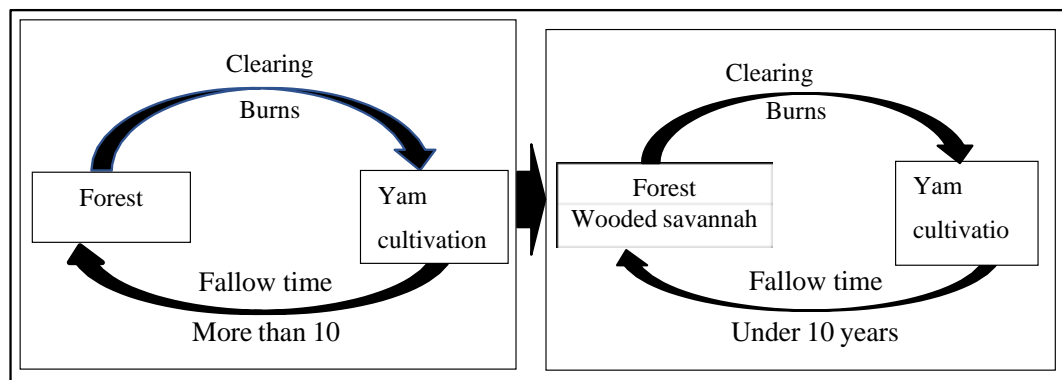 Clearing
Burns
Forest
Yam
cultivation
Fallow time
More than 10
Clearing
Burns
Forest
Wooded savannah
Yam
cultivatio
Fallow time
Under 10 years